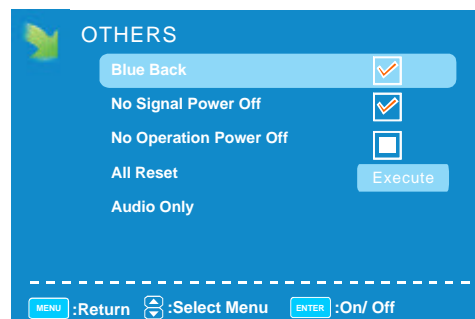 OTHERS
Blue Back
No Signal Power Off
No Operation Power Off
All Reset Execute
Audio Only
MENU :Return :Select Menu ENTER :On/ Off